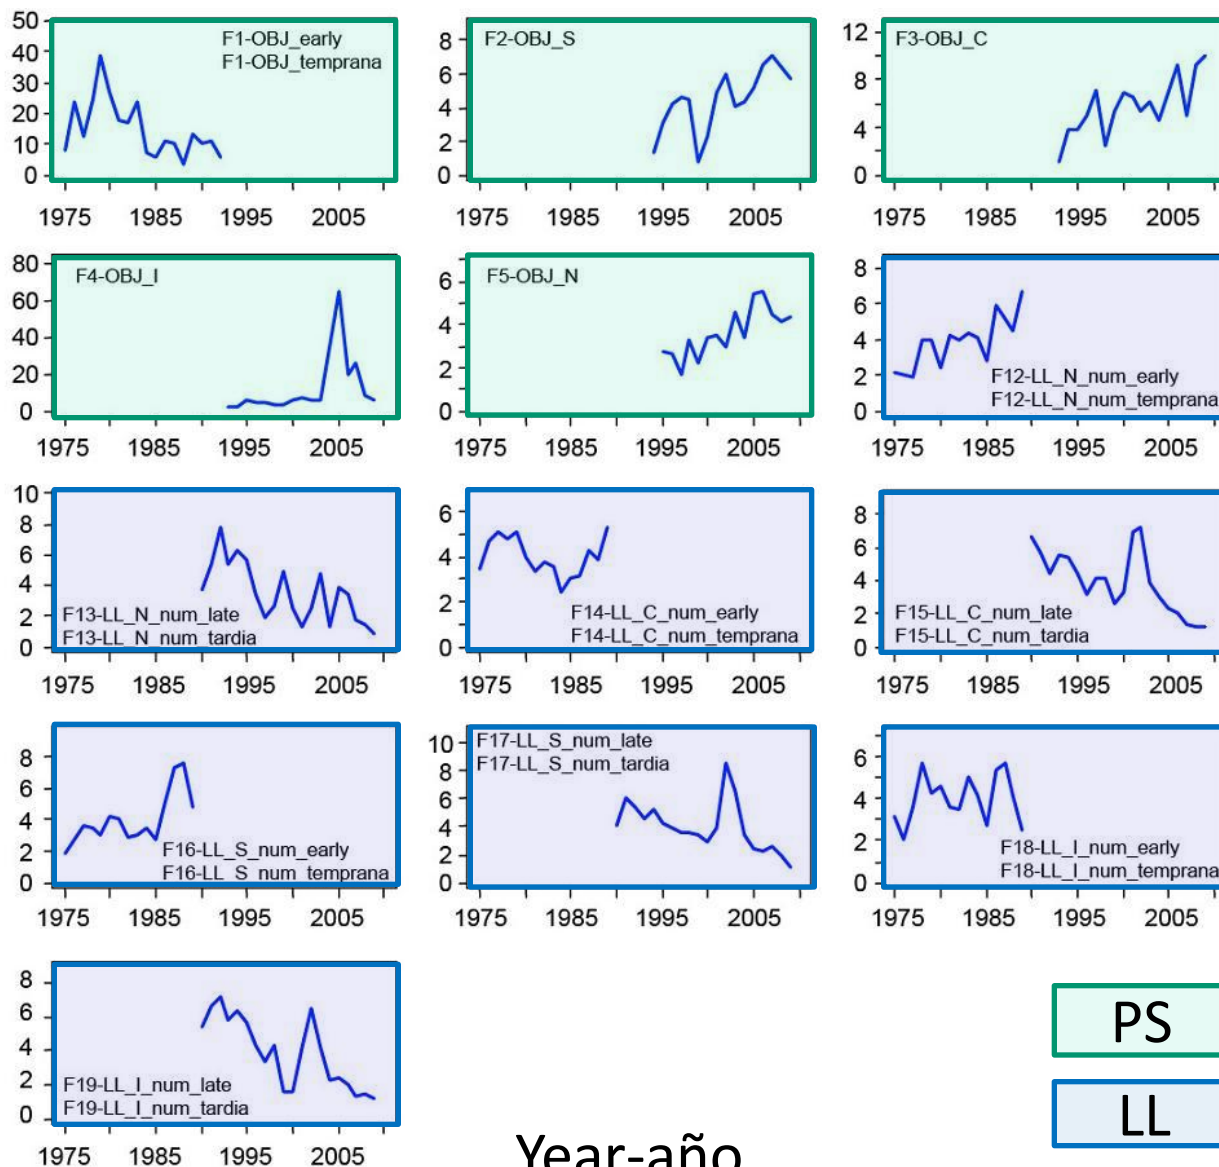 50
40
30
20
10
0
F1-OBJ_early
F1-OBJ_temprana
1975 1985 1995 2005
8
6
4
2
0
F2-OBJ_S
1975 1985 1995 2005
12
8
4
0
F3-OBJ_C
1975 1985 1995 2005
80
60
40
20
0
F4-OBJ_I
1975 1985 1995 2005
6
4
2
0
F5-OBJ_N
1975 1985 1995 2005
8
6
4
2
0
F12-LL_N_num_early
F12-LL_N_num_temprana
1975 1985 1995 2005
10
8
6
4
2
0
F13-LL_N_num_late
F13-LL_N_num_tardia
1975 1985 1995 2005
6
4
2
0
F14-LL_C_num_early
F14-LL_C_num_temprana
1975 1985 1995 2005
8
6
4
2
0
F15-LL_C_num_late
F15-LL_C_num_tardia
1975 1985 1995 2005
8
6
4
2
0
F16-LL_S_num_early
F16-LL_S_num_temprana
1975 1985 1995 2005
10
8
6
4
2
0
F17-LL_S_num_late
F17-LL_S_num_tardia
1975 1985 1995 2005
6
4
2
0
F18-LL_I_num_early
F18-LL_I_num_temprana
1975 1985 1995 2005
8
6
4
2
0
F19-LL_I_num_late
F19-LL_I_num_tardia
1975 1985 1995 2005
PS
LL
Year-año